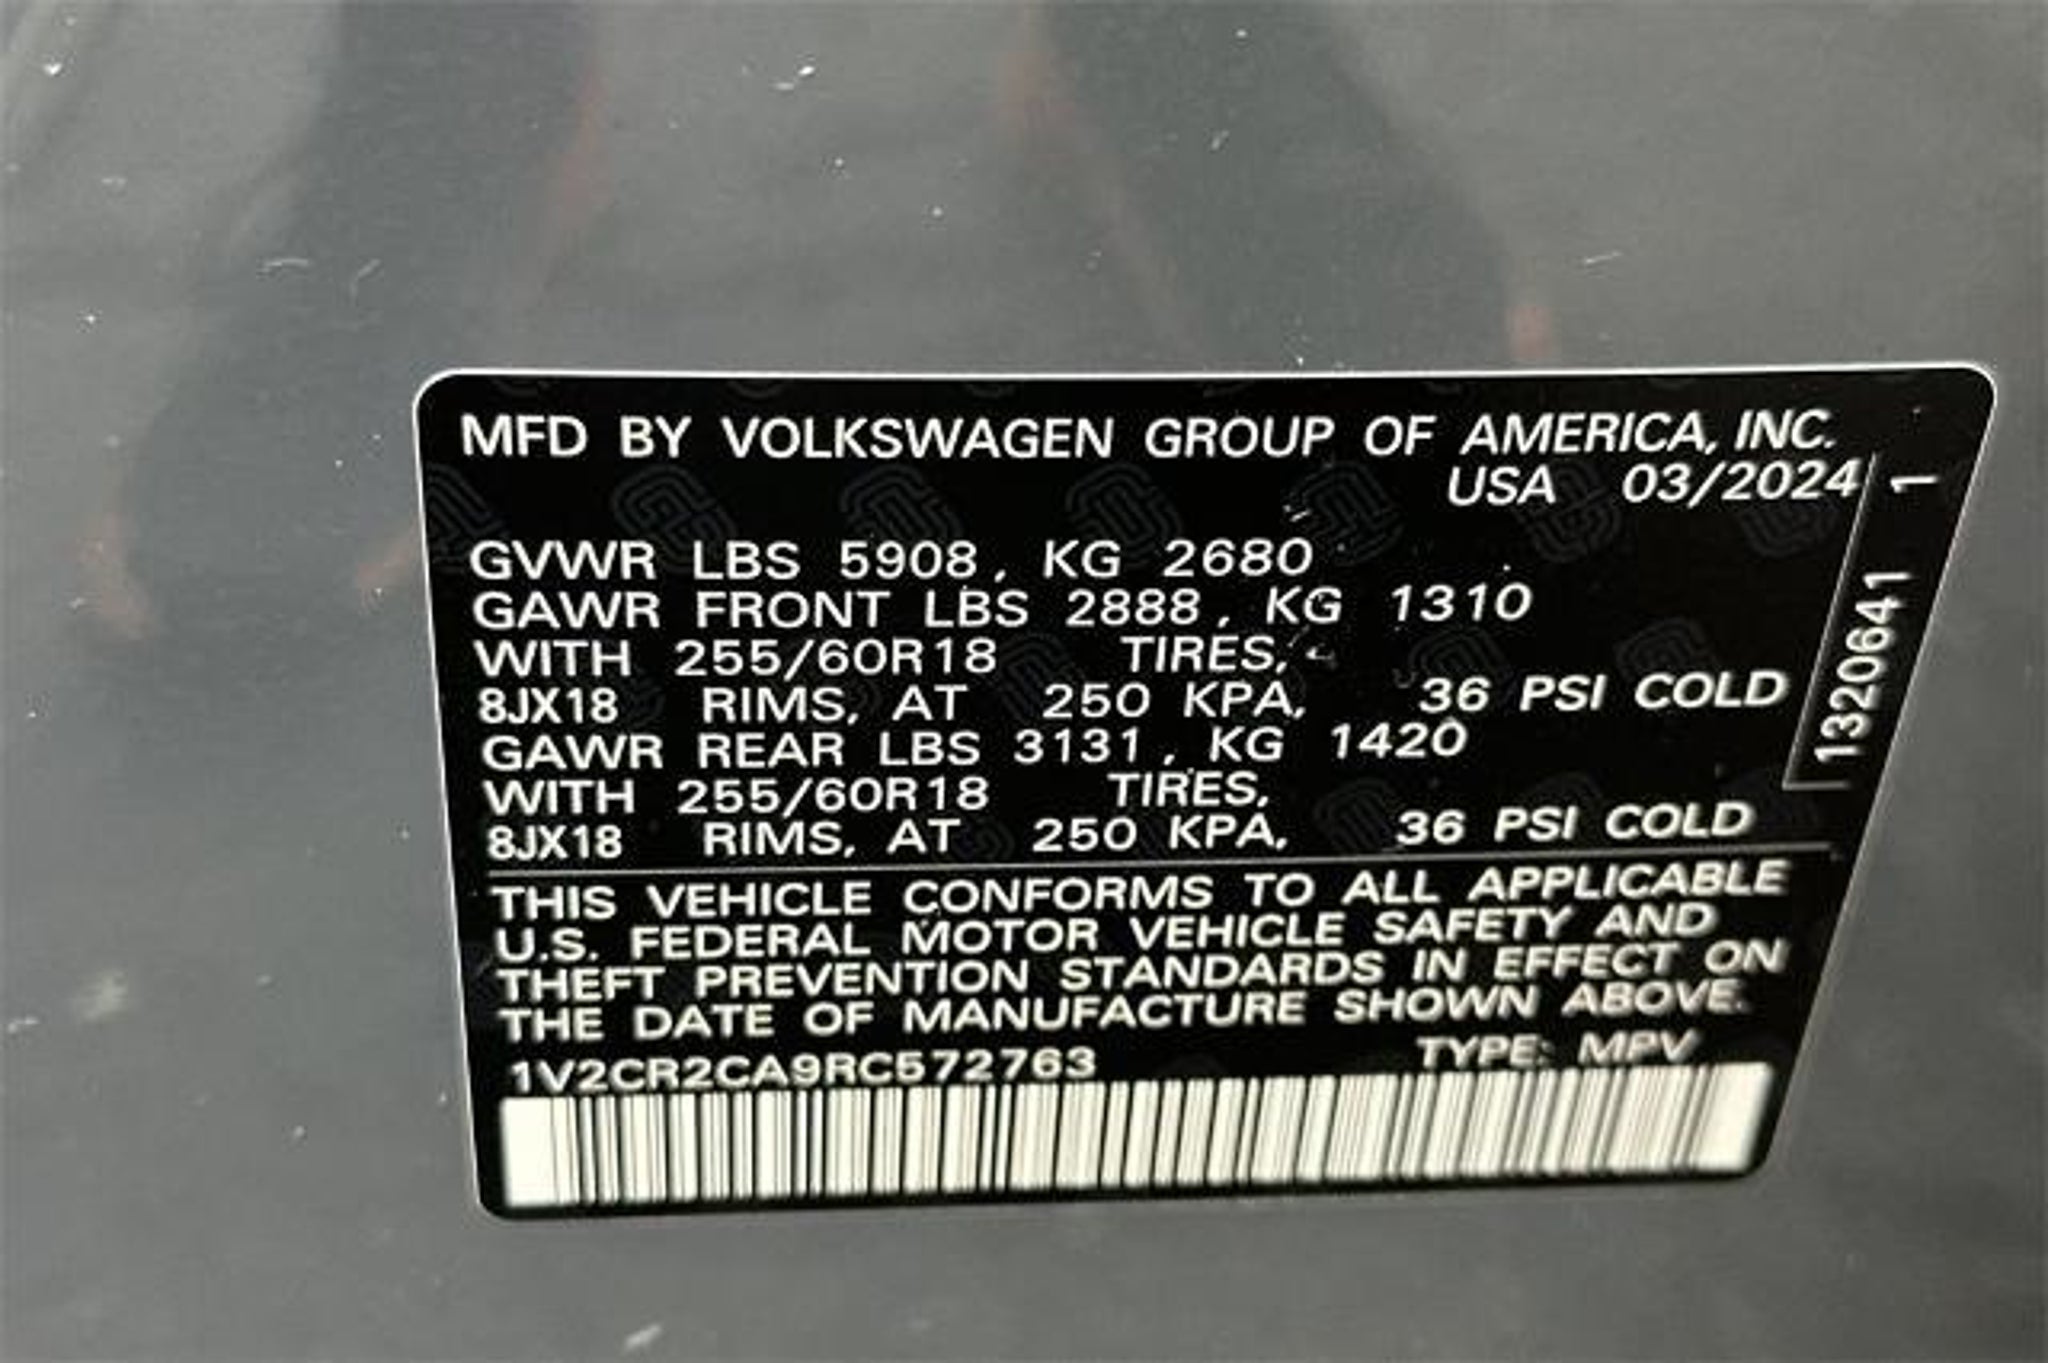 MFD BY VOLKSWAGEN GROUP OF AMERICA, INC.
USA 03/2024
GVWR LBS 5908, KG 2680
GAWR FRONT LBS 2888, KG 1310
WITH 255/60R18 TIRES,
8JX18 RIMS, AT 250 KPA, 36 PSI COLD
GAWR REAR LBS 3131, KG 1420
WITH 255/60R18 TIRES,
8JX18 RIMS, AT 250 KPA, 36 PSI COLD
THIS VEHICLE CONFORMS TO ALL APPLICABLE
U.S. FEDERAL MOTOR VEHICLE SAFETY AND
THEFT PREVENTION STANDARDS IN EFFECT ON
THE DATE OF MANUFACTURE SHOWN ABOVE.
1V2CR2CA9RC572763 TYPE: MPV
1320641 1